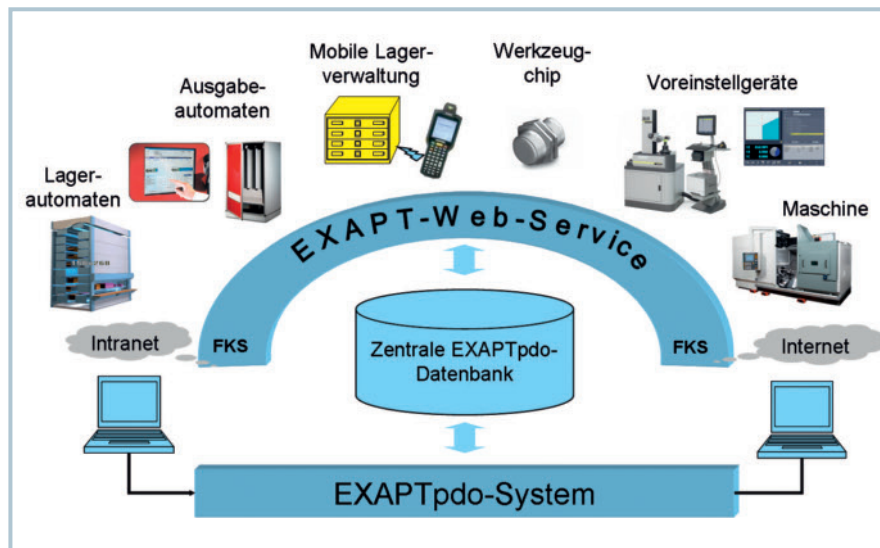 Mobile Lager-
verwaltung
Werkzeug-
chip
Ausgabe-
automaten
Voreinstellgeräte
Lager-
automaten
Maschine
EXAPT-Web-Service
Intranet
FKS
Zentrale EXAPTpdo-
Datenbank
FKS
Internet
EXAPTpdo-System